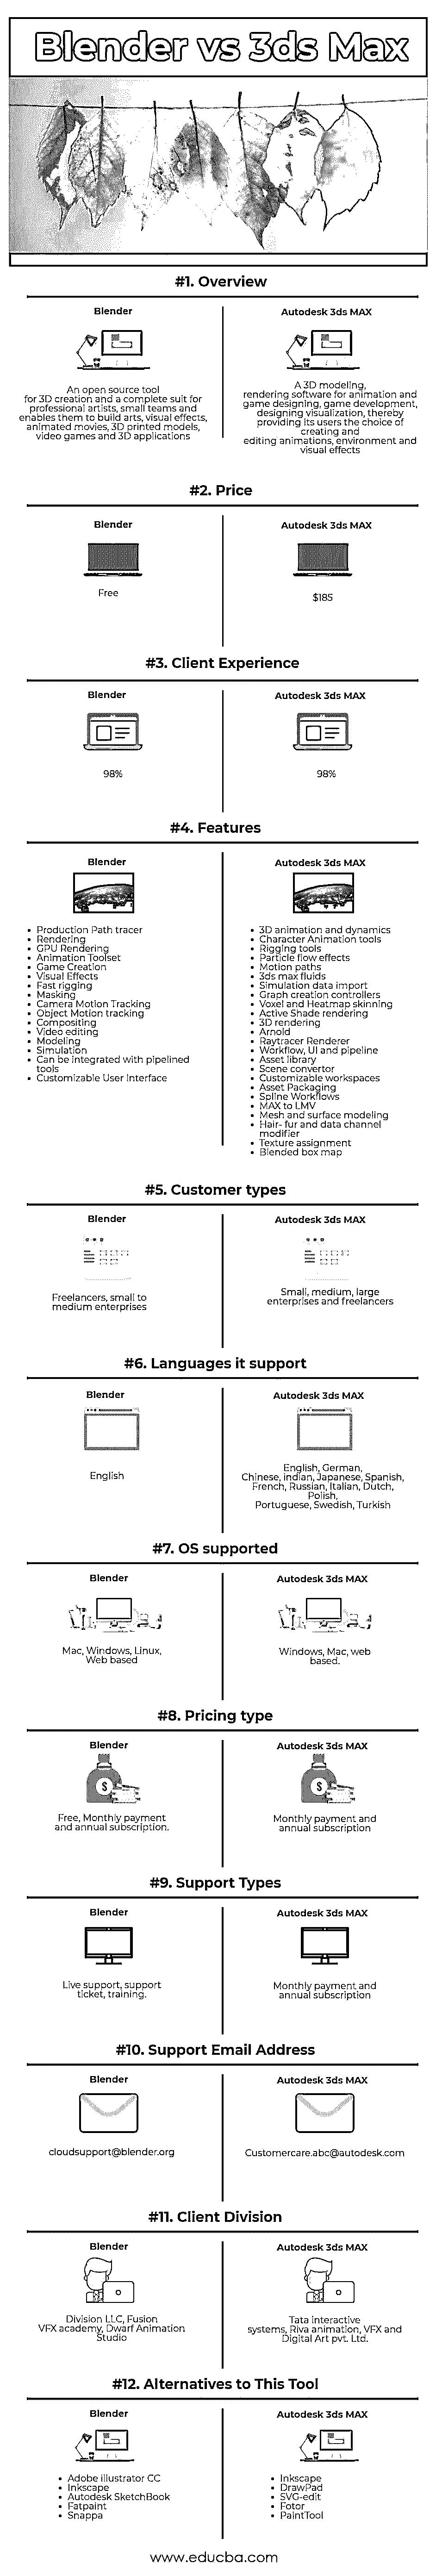 Blender vs 3ds Max
#1. Overview
Blender
An open source tool
for 3D creation and a complete suit for
professional artists, small teams and
enables them to build arts, visual effects,
animated movies, 3D printed models,
video games and 3D applications
Autodesk 3ds MAX
A 3D modeling,
rendering software for animation and
game designing, game development,
designing visualization, thereby
providing its users the choice of
creating and
editing animations, environment and
visual effects
#2. Price
Blender
Free
Autodesk 3ds MAX
$185
#3. Client Experience
Blender
98%
Autodesk 3ds MAX
98%
#4. Features
Blender
• Production Path tracer
• Rendering
• GPU Rendering
• Animation Toolset
• Game Creation
• Visual Effects
• Fast rigging
• Masking
• Camera Motion Tracking
• Object Motion tracking
• Compositing
• Video editing
• Modeling
• Simulation
• Can be integrated with pipelined
tools
• Customizable User Interface
Autodesk 3ds MAX
• 3D animation and dynamics
• Character Animation tools
• Rigging tools
• Particle flow effects
• Motion paths
• 3ds max fluids
• Simulation data import
• Graph creation controllers
• Voxel and Heatmap skinning
• Active Shade rendering
• 3D rendering
• Arnold
• Raytracer Renderer
• Workflow, UI and pipeline
• Asset library
• Scene convertor
• Customizable workspaces
• Asset Packaging
• Spline Workflows
• MAX to LMV
• Mesh and surface modeling
• Hair- fur and data channel
modifier
• Texture assignment
• Blended box map
#5. Customer types
Blender
Freelancers, small to
medium enterprises
Autodesk 3ds MAX
Small, medium, large
enterprises and freelancers
#6. Languages it support
Blender
English
Autodesk 3ds MAX
English, German,
Chinese, indian, Japanese, Spanish,
French, Russian, Italian, Dutch,
Polish,
Portuguese, Swedish, Turkish
#7. OS supported
Blender
Mac, Windows, Linux,
Web based
Autodesk 3ds MAX
Windows, Mac, web
based.
#8. Pricing type
Blender
Free, Monthly payment
and annual subscription.
Autodesk 3ds MAX
Monthly payment and
annual subscription
#9. Support Types
Blender
Live support, support
ticket, training.
Autodesk 3ds MAX
Monthly payment and
annual subscription
#10. Support Email Address
Blender
cloudsupport@blender.org
Autodesk 3ds MAX
Customercare.abc@autodesk.com
#11. Client Division
Blender
Division LLC, Fusion
VFX academy, Dwarf Animation
Studio
Autodesk 3ds MAX
Tata interactive
systems, Riva animation, VFX and
Digital Art pvt. Ltd.
#12. Alternatives to This Tool
Blender
• Adobe illustrator CC
• Inkscape
• Autodesk SketchBook
• Fatpaint
• Snappa
Autodesk 3ds MAX
• Inkscape
• DrawPad
• SVG-edit
• Fotor
• PaintTool
www.educba.com